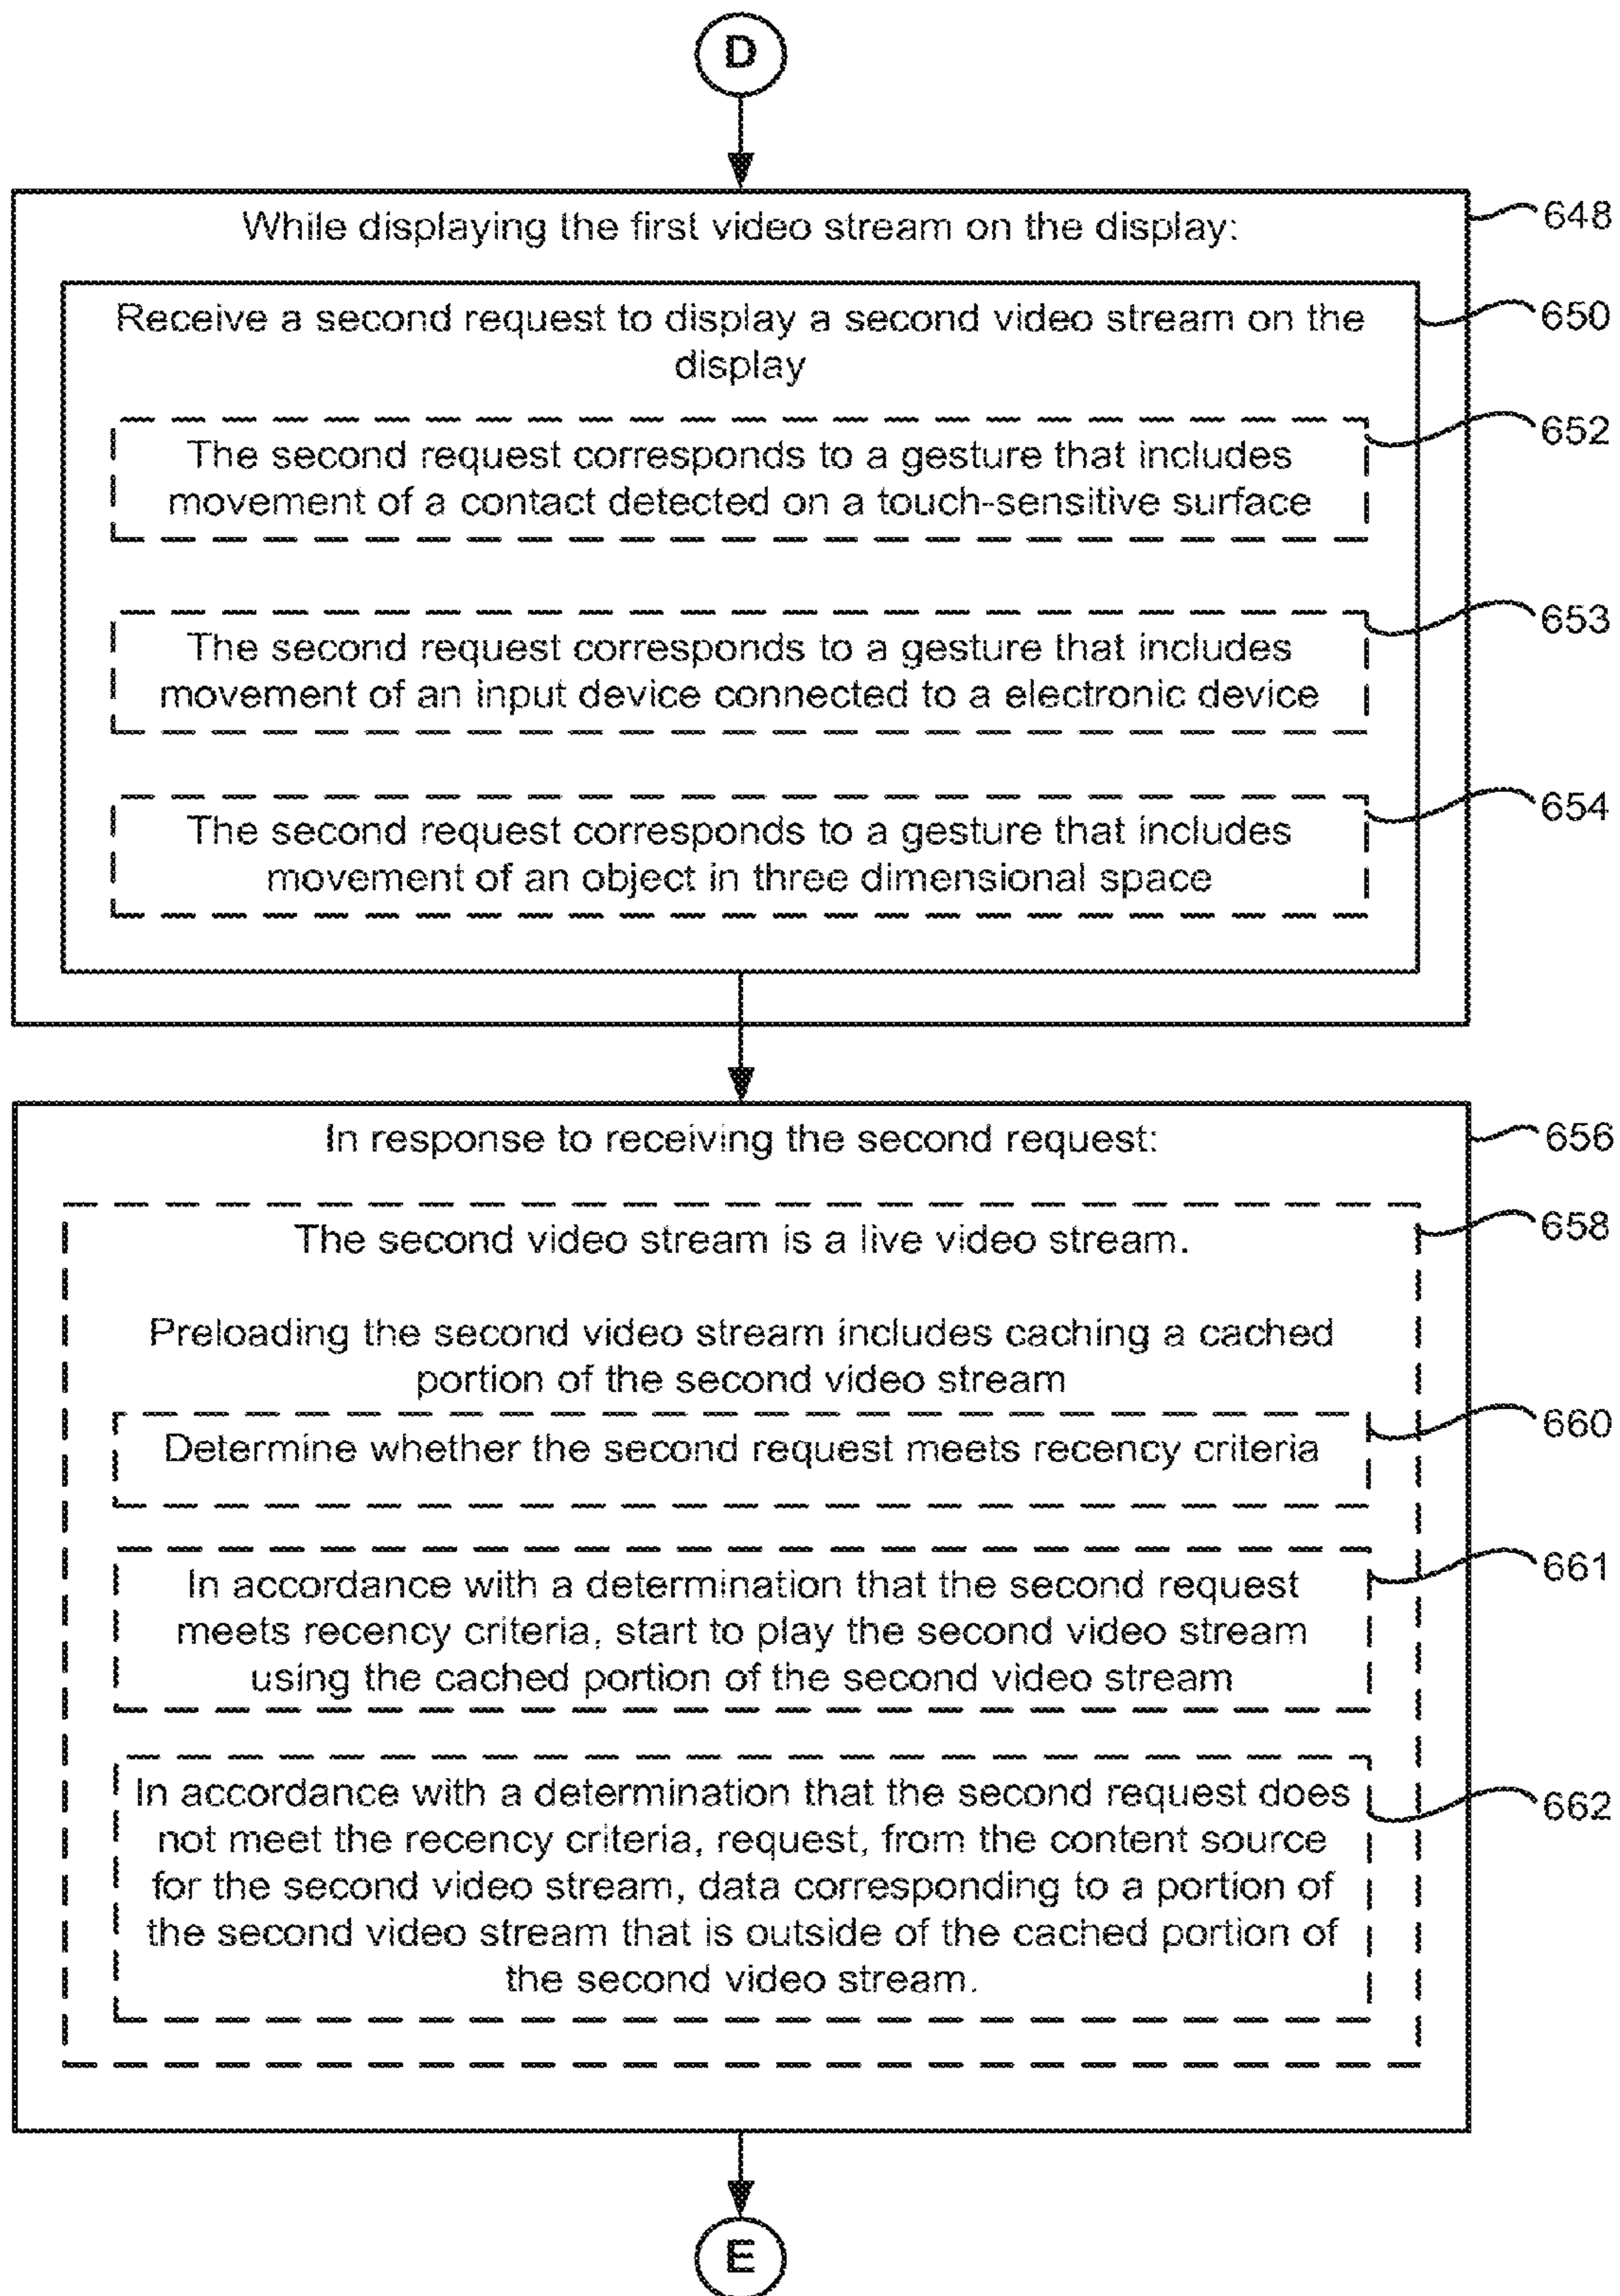 D
While displaying the first video stream on the display:
648
Receive a second request to display a second video stream on the
display
650
The second request corresponds to a gesture that includes
movement of a contact detected on a touch-sensitive surface
652
The second request corresponds to a gesture that includes
movement of an input device connected to a electronic device
653
The second request corresponds to a gesture that includes
movement of an object in three dimensional space
654
In response to receiving the second request:
656
The second video stream is a live video stream.
658
Preloading the second video stream includes caching a cached
portion of the second video stream
Determine whether the second request meets recency criteria
660
In accordance with a determination that the second request
meets recency criteria, start to play the second video stream
using the cached portion of the second video stream
661
In accordance with a determination that the second request does
not meet the recency criteria, request, from the content source
for the second video stream, data corresponding to a portion of
the second video stream that is outside of the cached portion of
the second video stream.
662
E